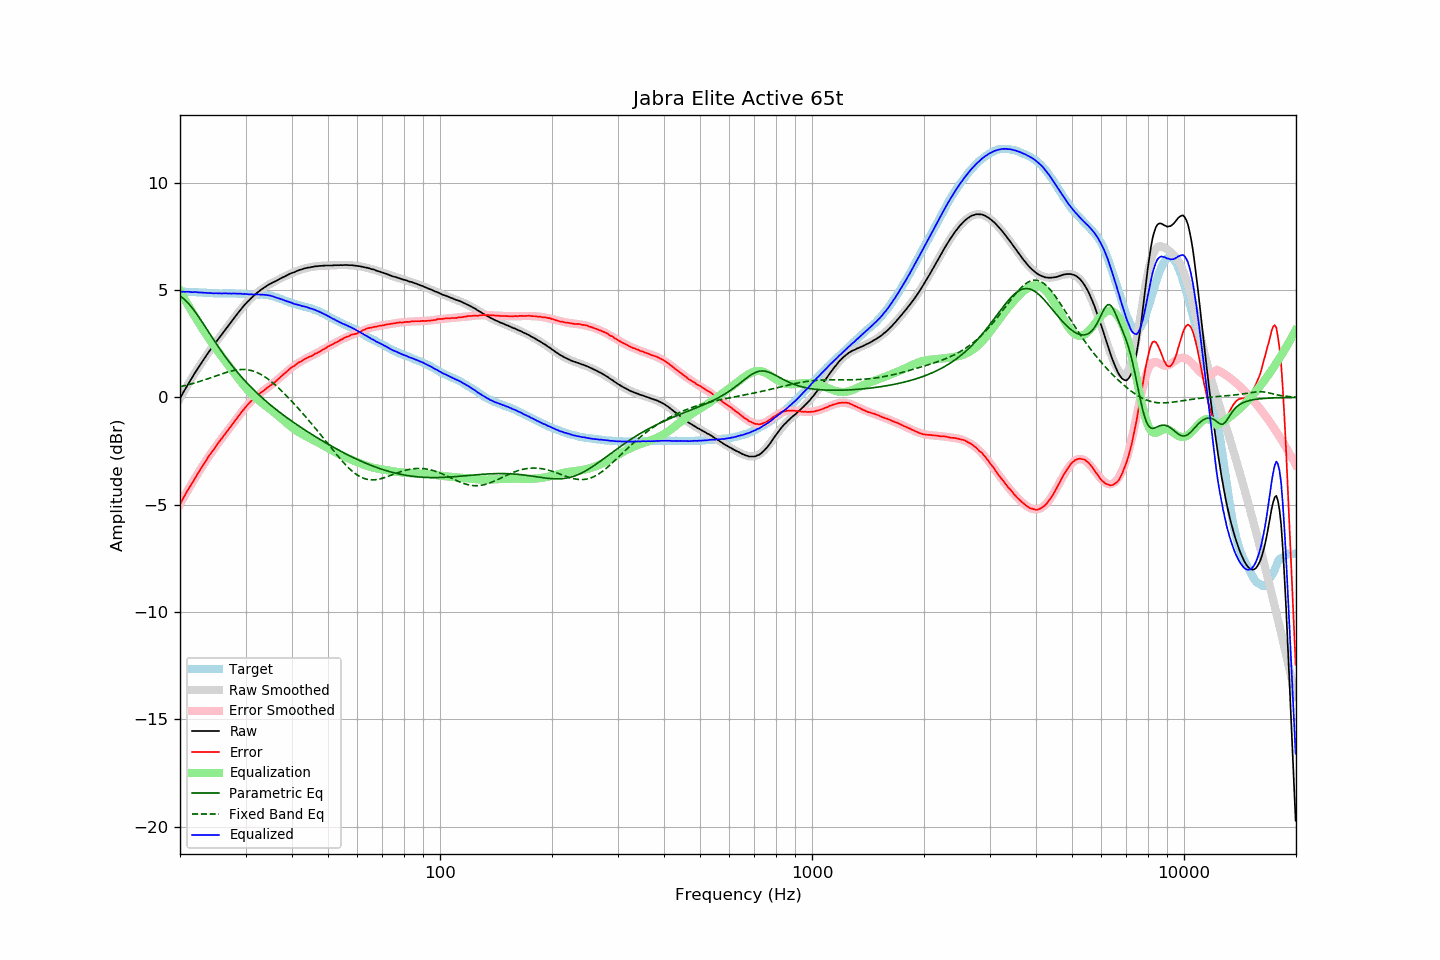 Jabra Elite Active 65t
Amplitude (dBr)
10
5
0
−5
−10
−15
−20
Target
Raw Smoothed
Error Smoothed
Raw
Error
Equalization
Parametric Eq
Fixed Band Eq
Equalized
100
1000
10000
Frequency (Hz)